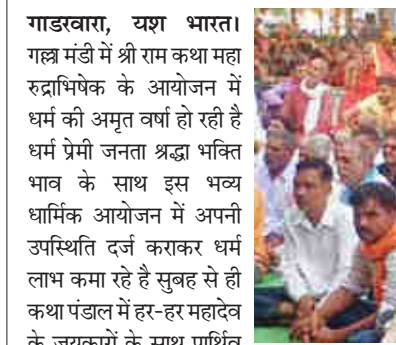 गाडरवारा, यश भारत।
गल्ला मंडी में श्री राम कथा महा
रुद्राभिषेक के आयोजन में
धर्म की अमृत वर्षा हो रही है
धर्म प्रेमी जनता श्रद्धा भक्ति
भाव के साथ इस भव्य
धार्मिक आयोजन में अपनी
उपस्थिति दर्ज कराकर धर्म
लाभ कमा रहे है सुबह से ही
कथा पंडाल में हर-हर महादेव
के जयकारों के साथ पार्थिव